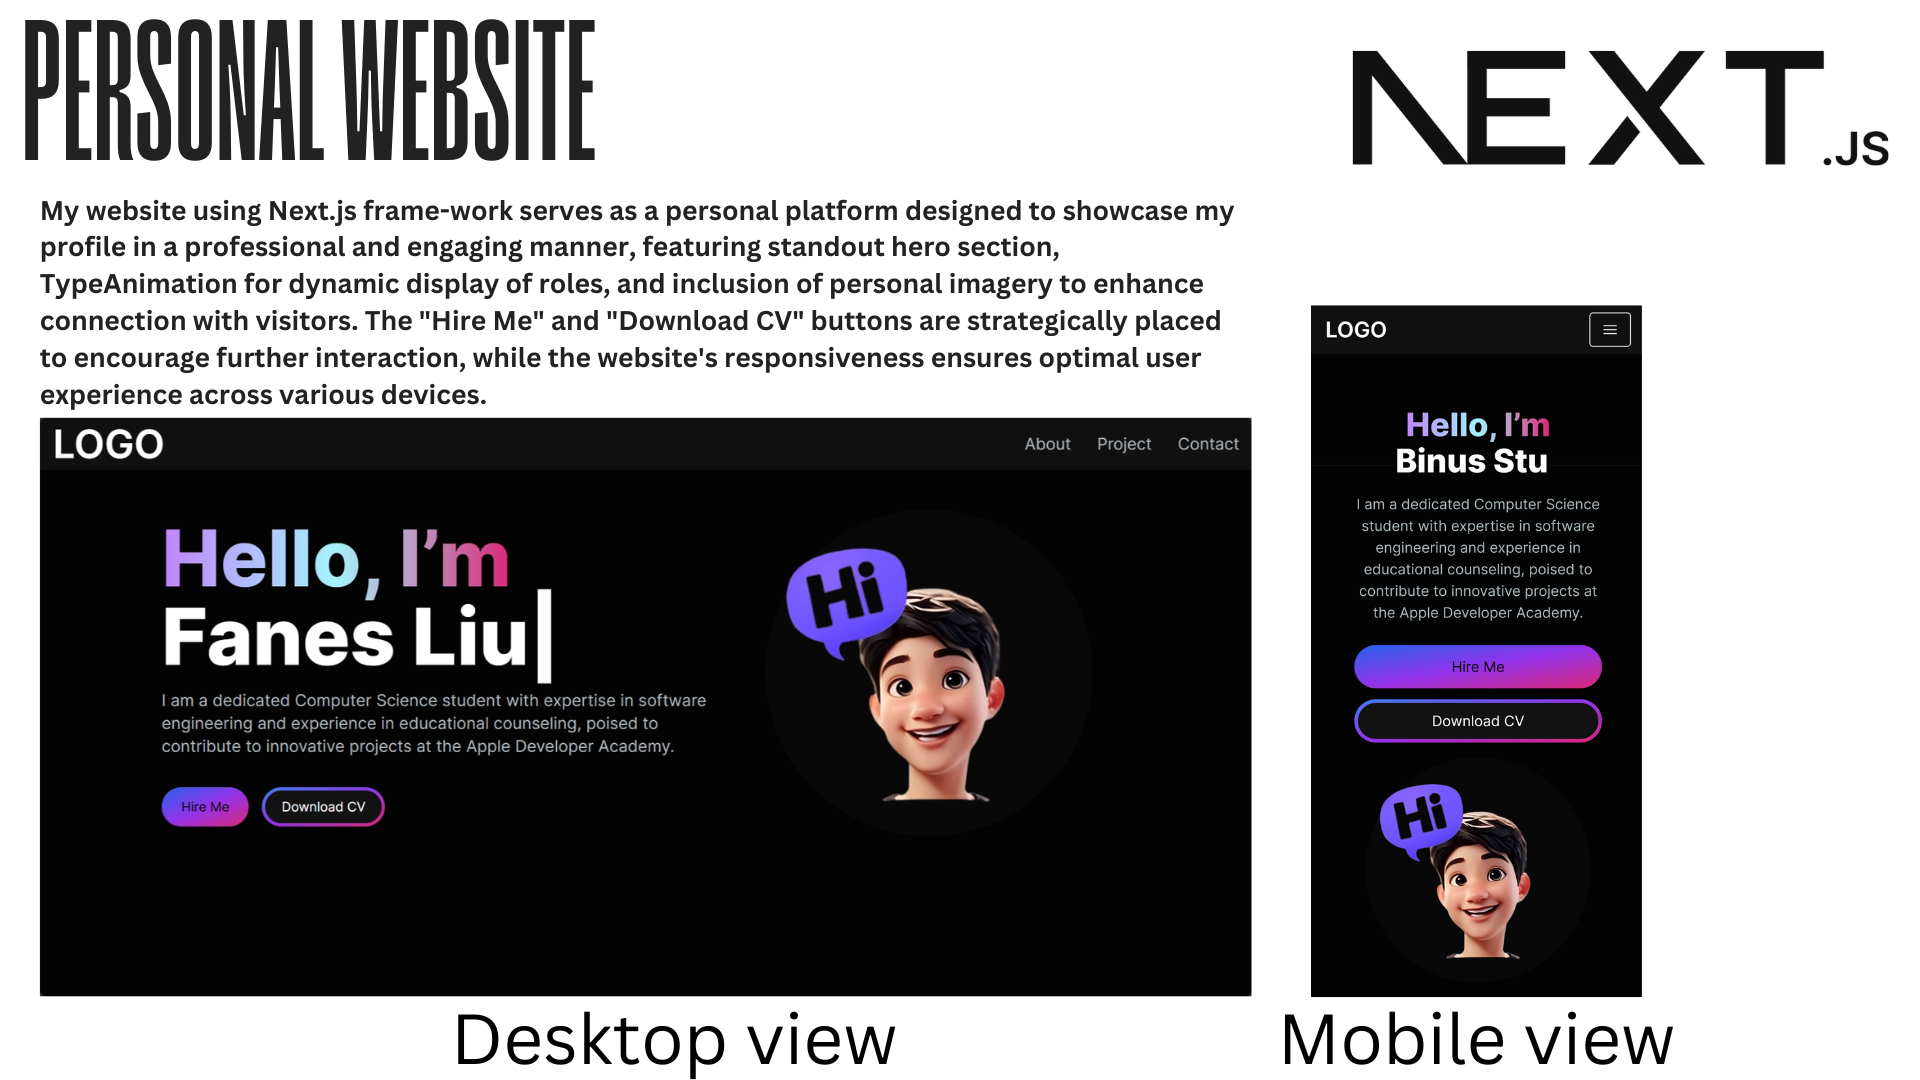 PERSONAL WEBSITE
NEXT.JS
My website using Next.js frame-work serves as a personal platform designed to showcase my
profile in a professional and engaging manner, featuring standout hero section,
TypeAnimation for dynamic display of roles, and inclusion of personal imagery to enhance
connection with visitors. The "Hire Me" and "Download CV" buttons are strategically placed
to encourage further interaction, while the website's responsiveness ensures optimal user
experience across various devices.
LOGO
About Project Contact
Hello, I'm
Fanes Liu
I am a dedicated Computer Science student with expertise in software
engineering and experience in educational counseling, poised to
contribute to innovative projects at the Apple Developer Academy.
Hire Me Download CV
Hi
Desktop view
LOGO
Hello, I'm
Binus Stu
I am a dedicated Computer Science
student with expertise in software
engineering and experience in
educational counseling, poised to
contribute to innovative projects at
the Apple Developer Academy.
Hire Me
Download CV
Hi
Mobile view